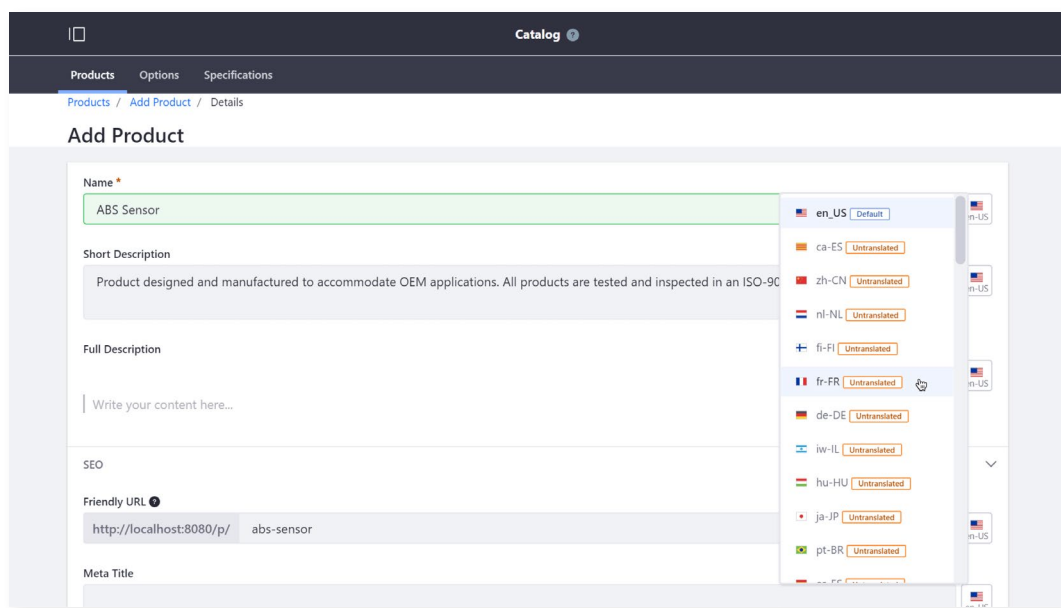 Catalog ?
Products Options Specifications
Products / Add Product / Details
Add Product
Name *
ABS Sensor
en-US
Short Description
Product designed and manufactured to accommodate OEM applications. All products are tested and inspected in an ISO-90
en-US
Full Description
Write your content here...
en-US
SEO
Friendly URL ?
http://localhost:8080/p/ abs-sensor
en-US
Meta Title
en_US Default
ca-ES Untranslated
zh-CN Untranslated
nl-NL Untranslated
fi-FI Untranslated
fr-FR Untranslated
de-DE Untranslated
iw-IL Untranslated
hu-HU Untranslated
ja-JP Untranslated
pt-BR Untranslated